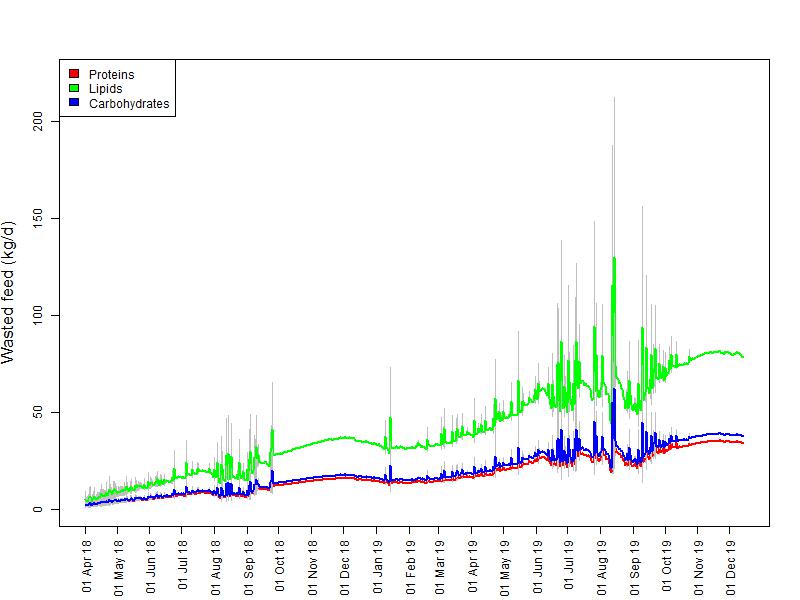 Proteins
Lipids
Carbohydrates
Wasted feed (kg/d)
200
150
100
50
0
01 Apr 18
01 May 18
01 Jun 18
01 Jul 18
01 Aug 18
01 Sep 18
01 Oct 18
01 Nov 18
01 Dec 18
01 Jan 19
01 Feb 19
01 Mar 19
01 Apr 19
01 May 19
01 Jun 19
01 Jul 19
01 Aug 19
01 Sep 19
01 Oct 19
01 Nov 19
01 Dec 19